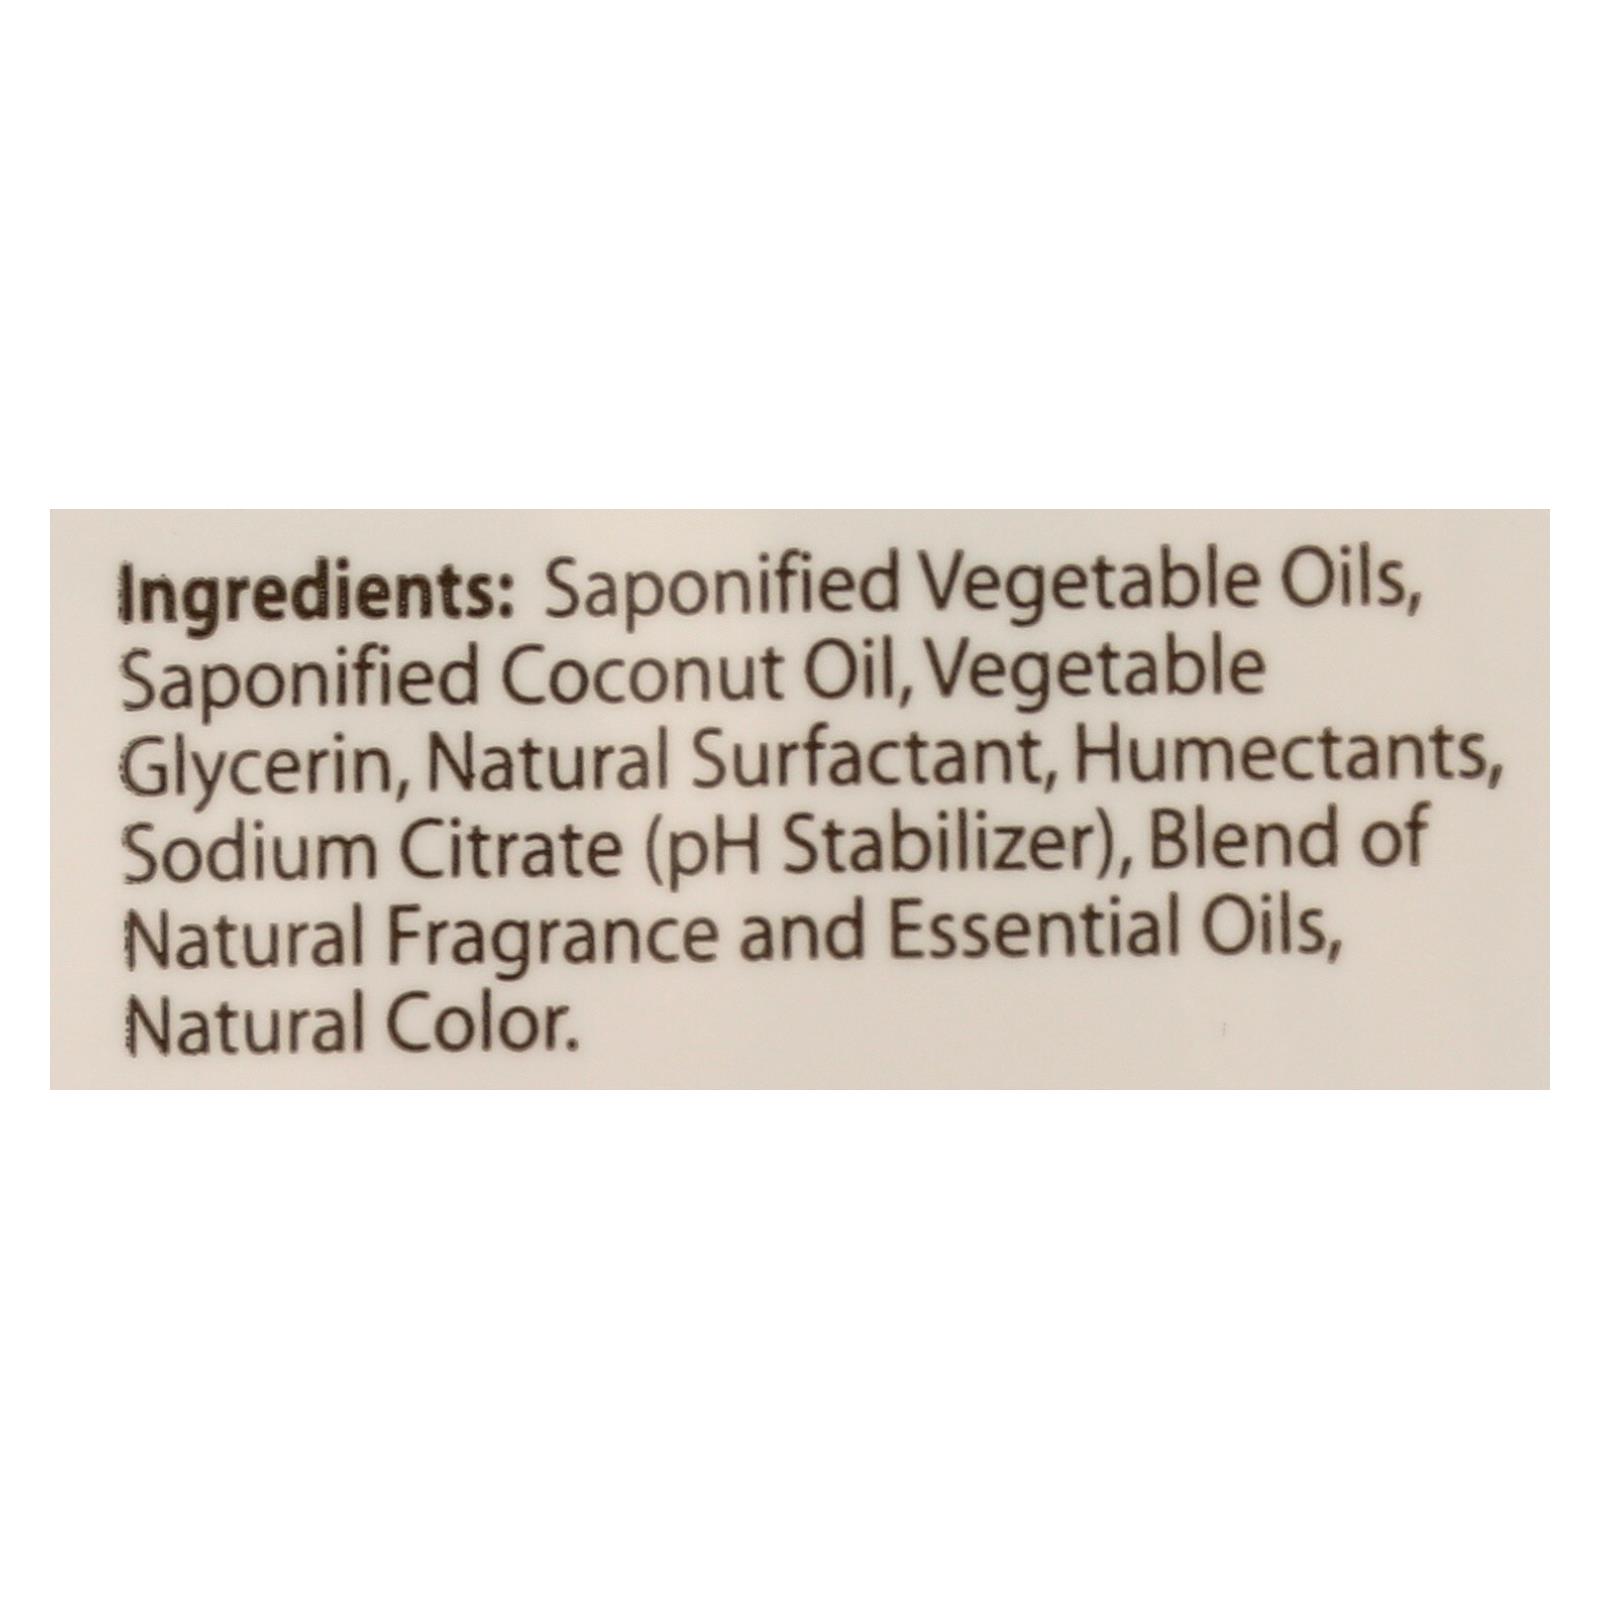 Ingredients: Saponified Vegetable Oils,
Saponified Coconut Oil, Vegetable
Glycerin, Natural Surfactant, Humectants,
Sodium Citrate (pH Stabilizer), Blend of
Natural Fragrance and Essential Oils,
Natural Color.